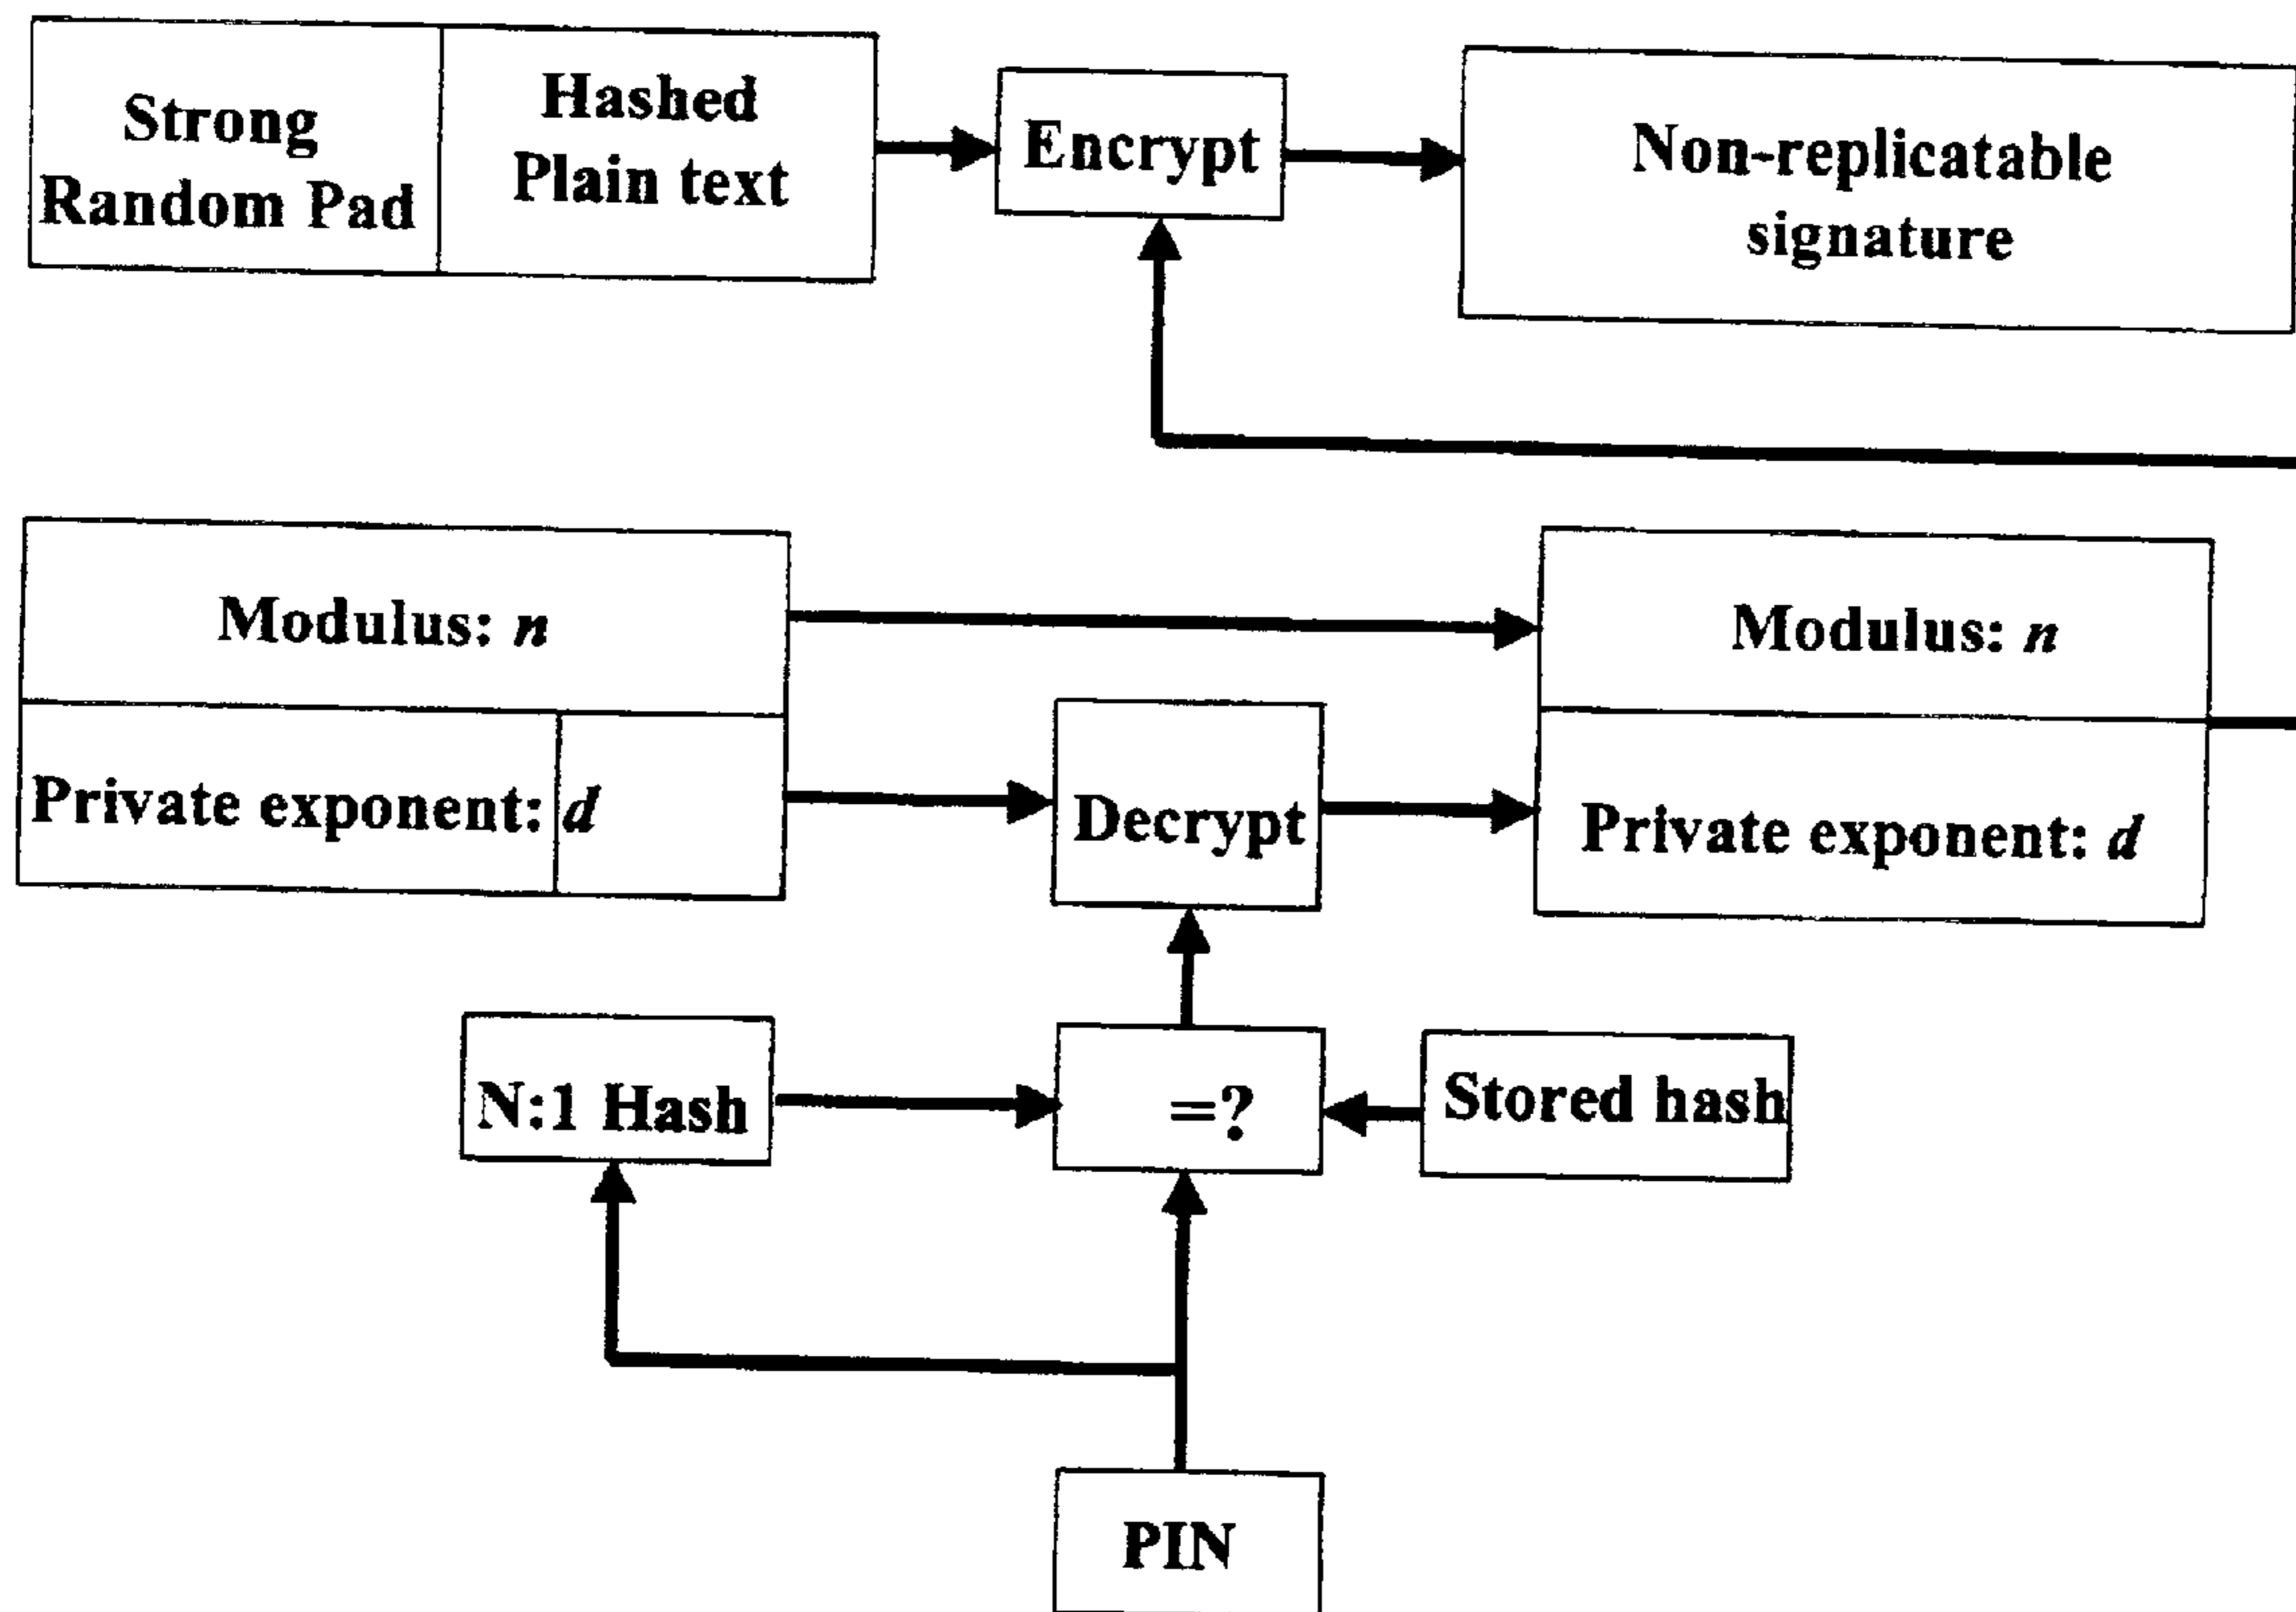 Strong
Random Pad
Hashed
Plain text
Encrypt
Non-replicatable
signature
Modulus: n
Modulus: n
Private exponent: d
Decrypt
Private exponent: d
N:1 Hash
=?
Stored hash
PIN